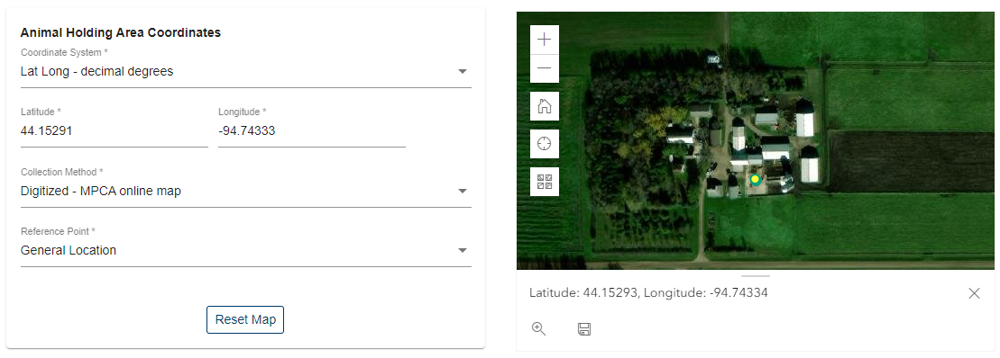 Animal Holding Area Coordinates
Coordinate System *
Lat Long - decimal degrees
Latitude *
Longitude *
44.15291
-94.74333
Collection Method *
Digitized - MPCA online map
Reference Point *
General Location
Reset Map
Latitude: 44.15293, Longitude: -94.74334